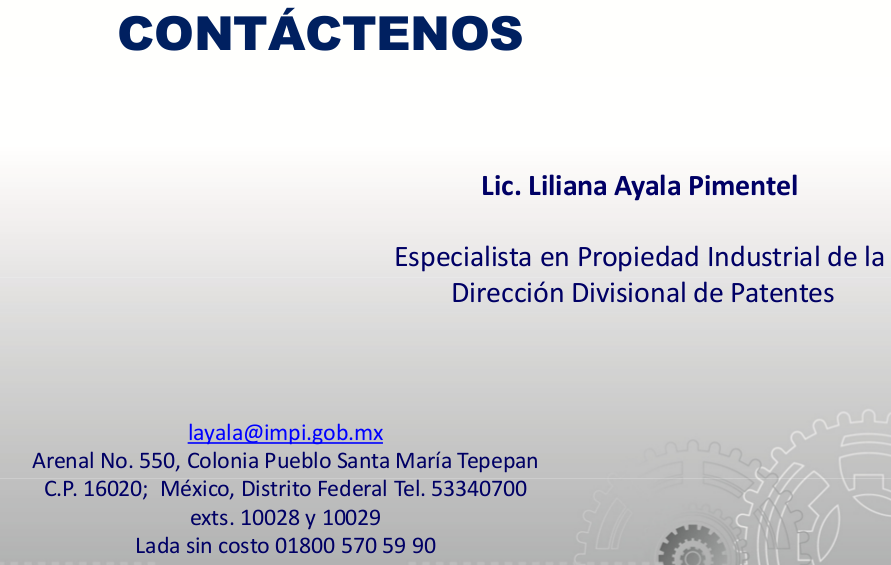 CONTÁCTENOS
Lic. Liliana Ayala Pimentel
Especialista en Propiedad Industrial de la
Dirección Divisional de Patentes
layala@impi.gob.mx
Arenal No. 550, Colonia Pueblo Santa María Tepepan
C.P. 16020;  México, Distrito Federal Tel. 53340700
exts. 10028 y 10029
Lada sin costo 01800 570 59 90